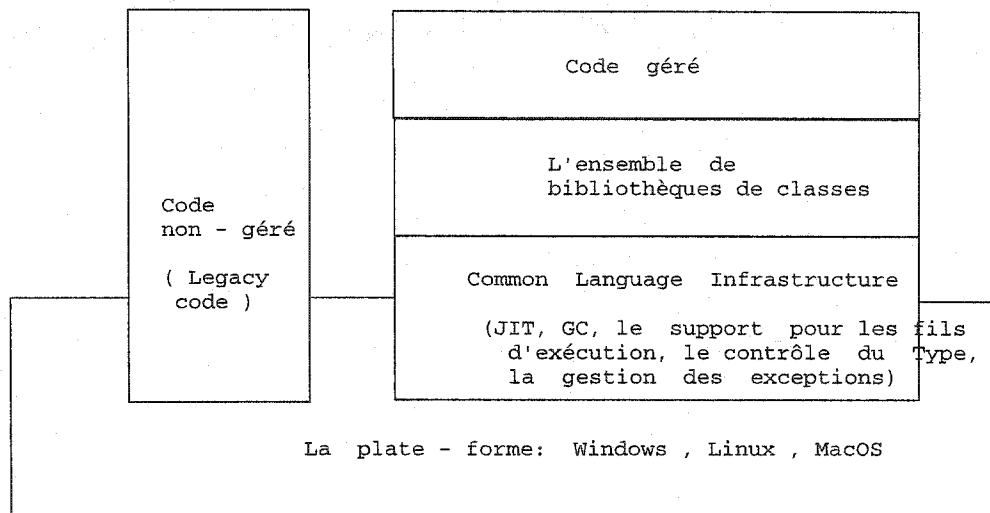 Code géré
L'ensemble de
bibliothèques de classes
Code
non - géré
( Legacy
code )
Common Language Infrastructure
(JIT, GC, le support pour les fils
d'exécution, le contrôle du Type,
la gestion des exceptions)
La plate - forme: Windows , Linux , MacOS